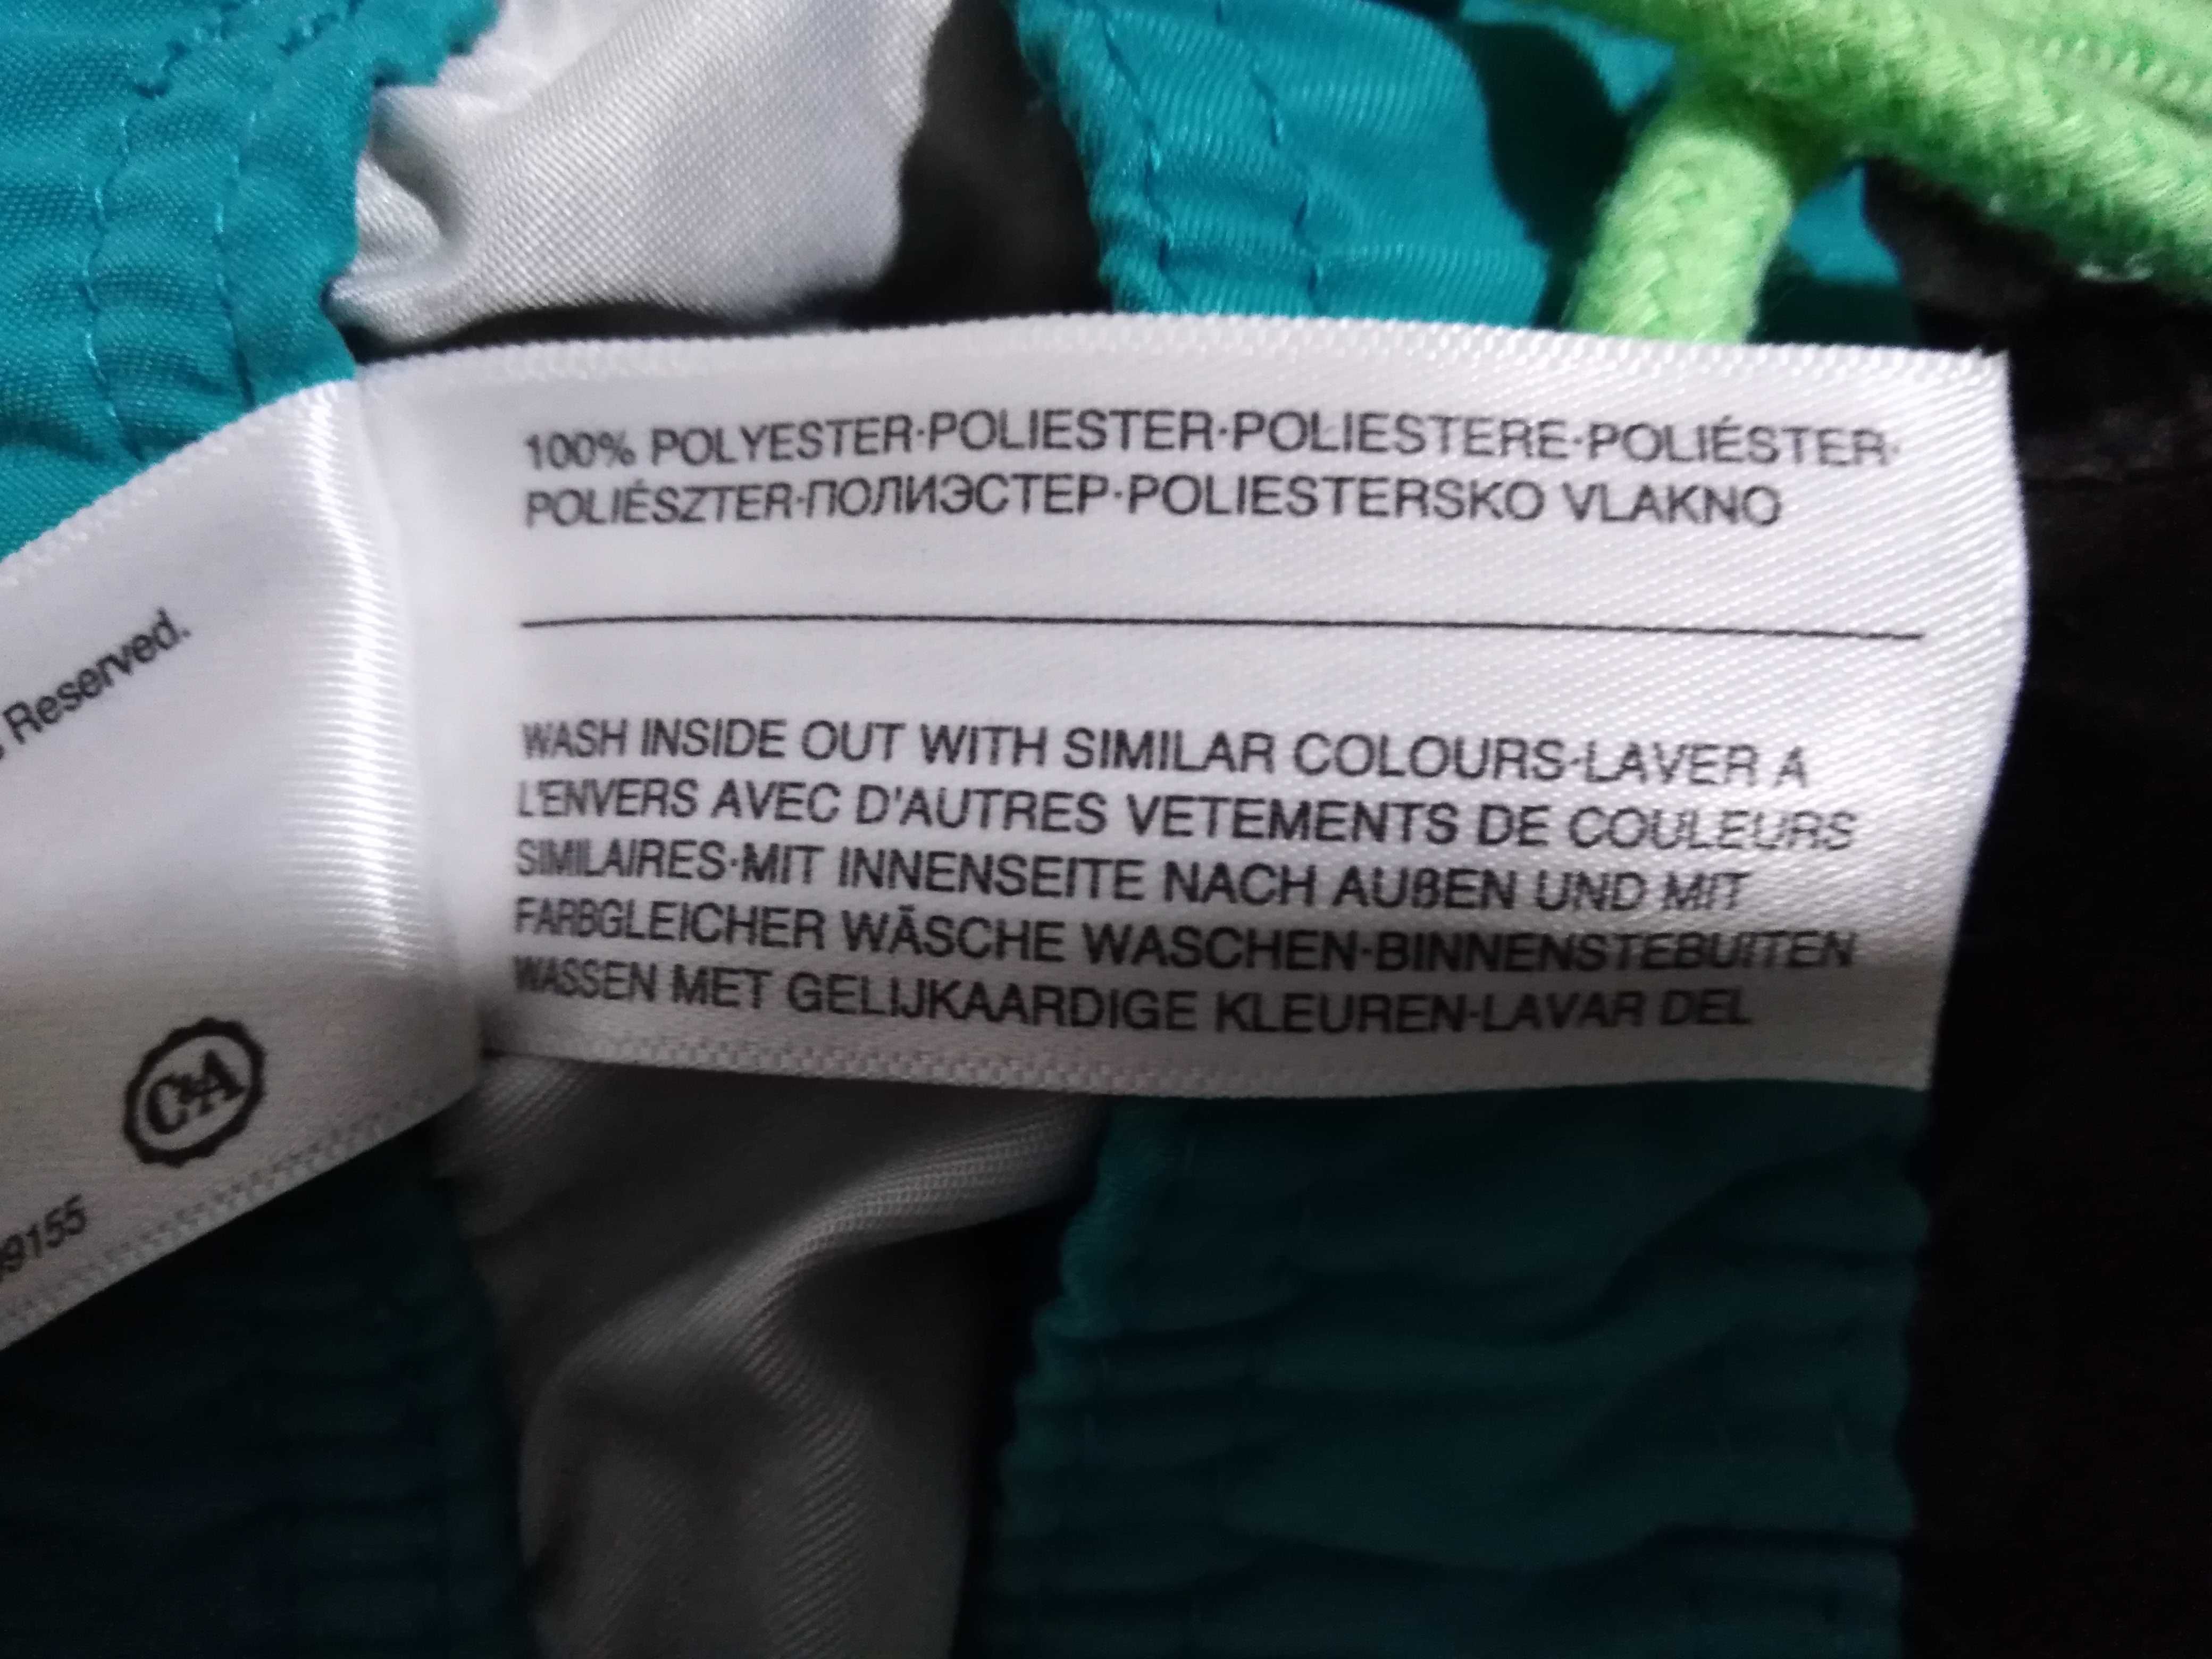 100% POLYESTER·POLIESTER·POLIESTERE·POLIÉSTER·
POLIÉSZTER·ПОЛИЭСТЕР·POLIESTERSKO VLAKNO
WASH INSIDE OUT WITH SIMILAR COLOURS·LAVER A
L'ENVERS AVEC D'AUTRES VETEMENTS DE COULEURS
SIMILAIRES·MIT INNENSEITE NACH AUßEN UND MIT
FARBGLEICHER WÄSCHE WASCHEN·BINNENSTEBUITEN
WASSEN MET GELIJKAARDIGE KLEUREN·LAVAR DEL
Reserved.
C&A
9155